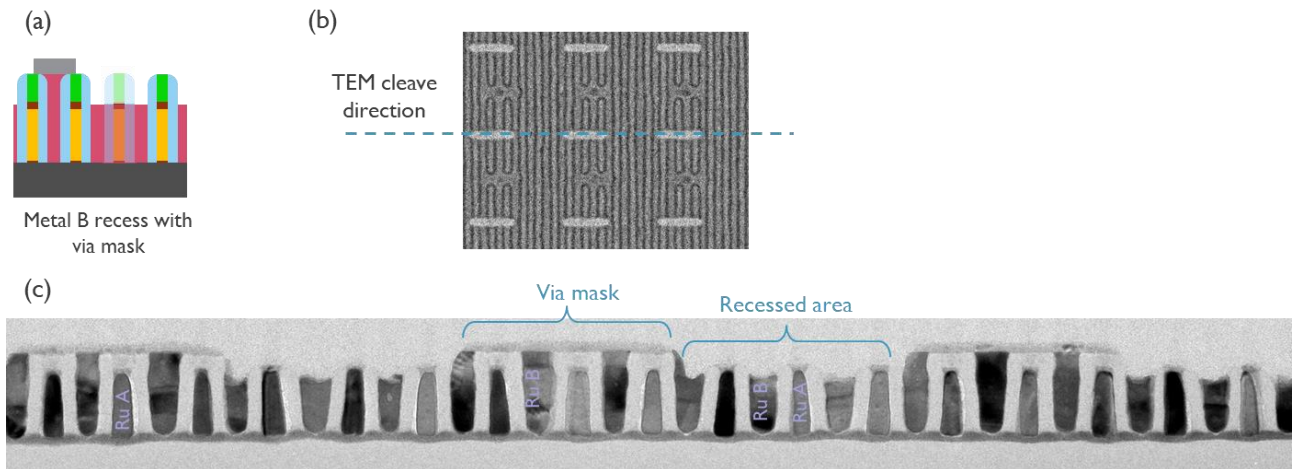 (a)
(b)
TEM cleave
direction
Metal B recess with
via mask
(c)
Via mask
Recessed area
Ru A
Ru B
Ru B
Ru A